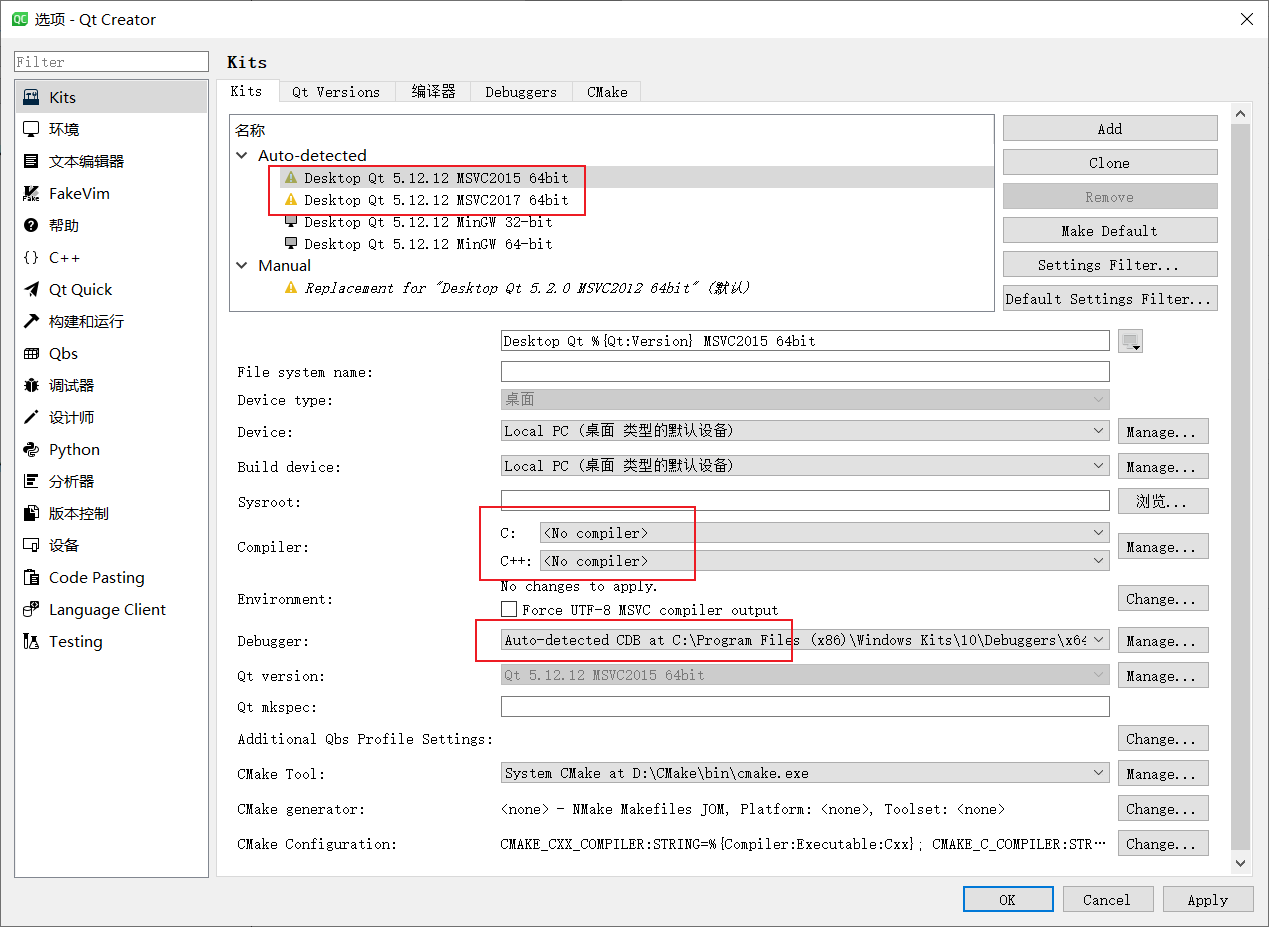 QC 选项 - Qt Creator
Filter
Kits
环境
文本编辑器
FakeVim
帮助
C++
Qt Quick
构建和运行
Qbs
调试器
设计师
Python
分析器
版本控制
设备
Code Pasting
Language Client
Testing
Kits
Kits Qt Versions 编译器 Debuggers CMake
名称
Auto-detected
Desktop Qt 5.12.12 MSVC2015 64bit
Desktop Qt 5.12.12 MSVC2017 64bit
Desktop Qt 5.12.12 MinGW 32-bit
Desktop Qt 5.12.12 MinGW 64-bit
Manual
Replacement for "Desktop Qt 5.2.0 MSVC2012 64bit" (默认)
Add
Clone
Remove
Make Default
Settings Filter...
Default Settings Filter...
Desktop Qt %{Qt:Version} MSVC2015 64bit
File system name:
Device type: 桌面
Device: Local PC (桌面 类型的默认设备) Manage...
Build device: Local PC (桌面 类型的默认设备) Manage...
Sysroot: 浏览...
C: <No compiler>
Compiler: Manage...
C++: <No compiler>
No changes to apply.
Environment: Change...
Force UTF-8 MSVC compiler output
Debugger: Auto-detected CDB at C:\Program Files (x86)\Windows Kits\10\Debuggers\x64 Manage...
Qt version: Qt 5.12.12 MSVC2015 64bit Manage...
Qt mkspec:
Additional Qbs Profile Settings: Change...
CMake Tool: System CMake at D:\CMake\bin\cmake.exe Manage...
CMake generator: <none> - NMake Makefiles JOM, Platform: <none>, Toolset: <none> Change...
CMake Configuration: CMAKE_CXX_COMPILER:STRING=%{Compiler:Executable:Cxx}; CMAKE_C_COMPILER:STR… Change...
OK Cancel Apply